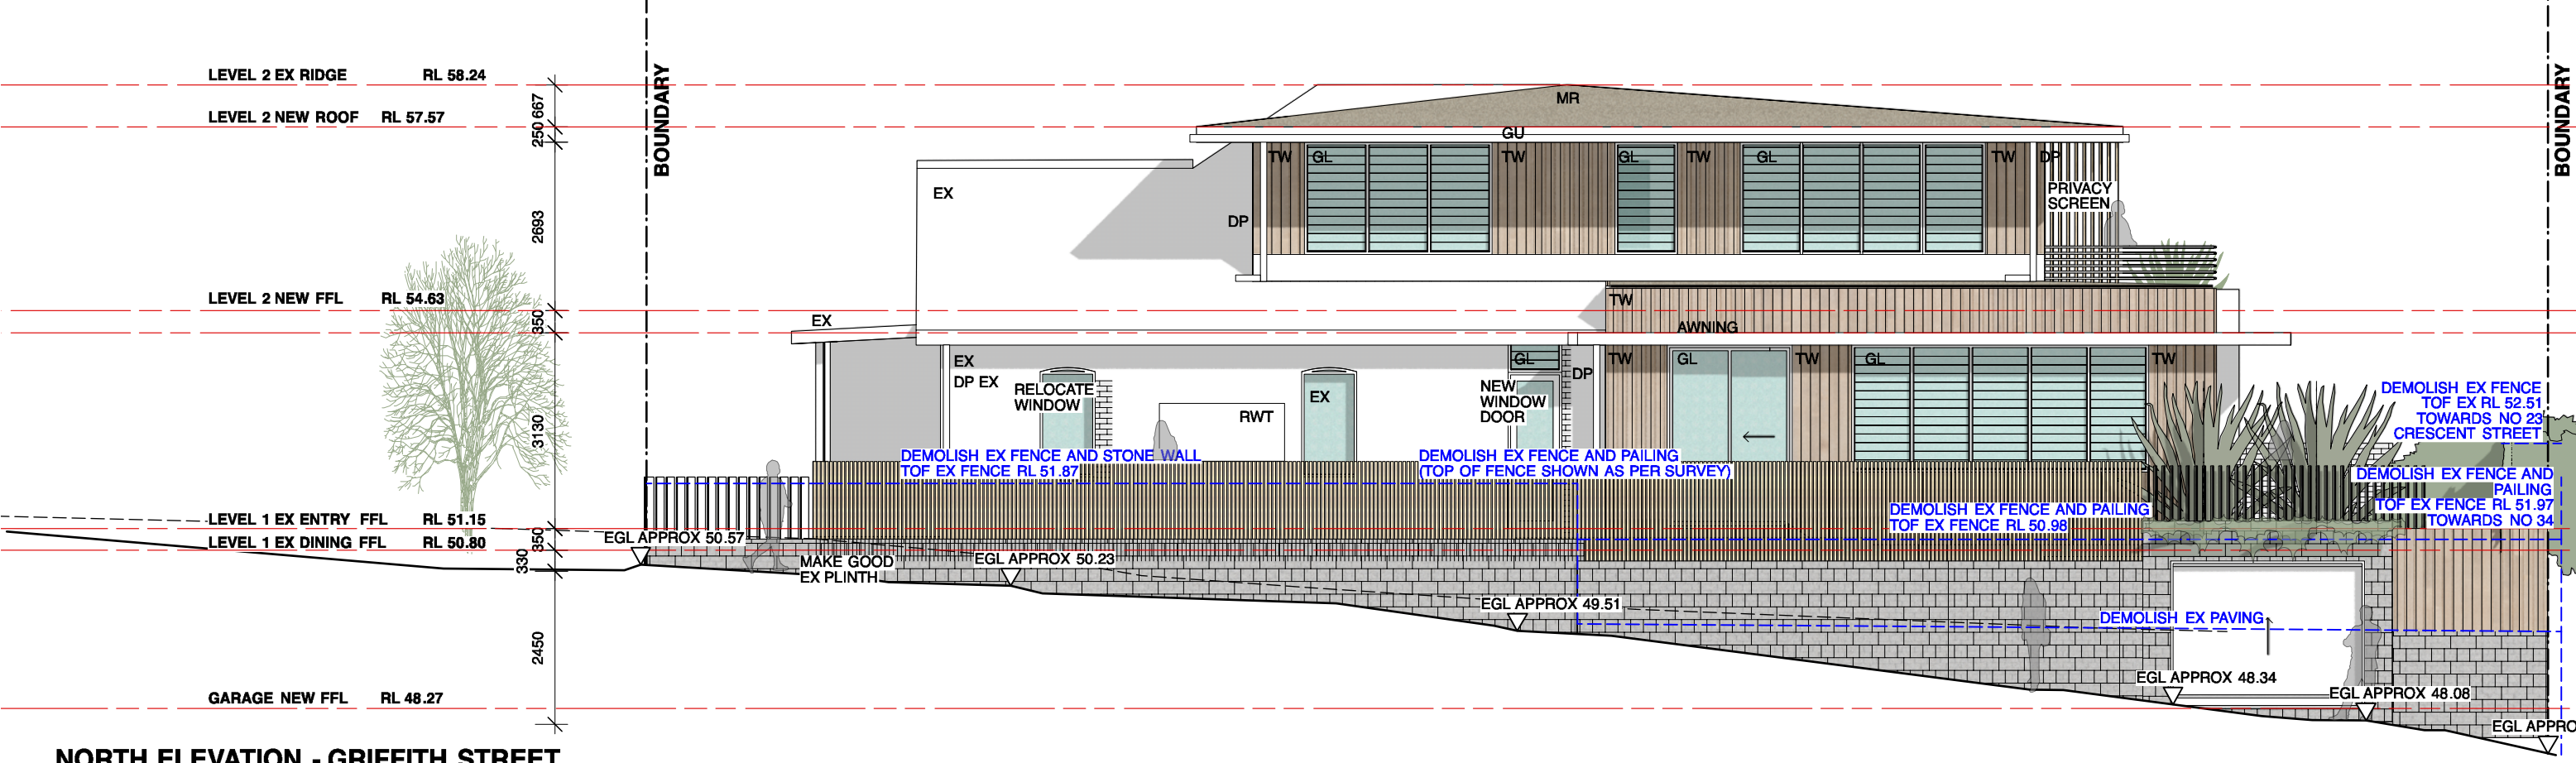 LEVEL 2 EX RIDGE RL 58.24
LEVEL 2 NEW ROOF RL 57.57
LEVEL 2 NEW FFL RL 54.63
LEVEL 1 EX ENTRY FFL RL 51.15
LEVEL 1 EX DINING FFL RL 50.80
GARAGE NEW FFL RL 48.27
667
250
2693
350
3130
350
330
2450
BOUNDARY
BOUNDARY
MR
GU
TW GL TW GL TW GL TW DP
EX
DP
PRIVACY
SCREEN
TW
EX
AWNING
EX
DP EX
RELOCATE
WINDOW
RWT
EX
GL
NEW
WINDOW
DOOR
DP
TW GL TW GL TW
DEMOLISH EX FENCE
TOF EX RL 52.51
TOWARDS NO 23
CRESCENT STREET
DEMOLISH EX FENCE AND STONE WALL
TOF EX FENCE RL 51.87
DEMOLISH EX FENCE AND PAILING
(TOP OF FENCE SHOWN AS PER SURVEY)
DEMOLISH EX FENCE AND
PAILING
TOF EX FENCE RL 51.97
TOWARDS NO 34
DEMOLISH EX FENCE AND PAILING
TOF EX FENCE RL 50.98
EGL APPROX 50.57
MAKE GOOD
EX PLINTH
EGL APPROX 50.23
EGL APPROX 49.51
DEMOLISH EX PAVING
EGL APPROX 48.34
EGL APPROX 48.08
EGL APPRO
NORTH ELEVATION - GRIFFITH STREET